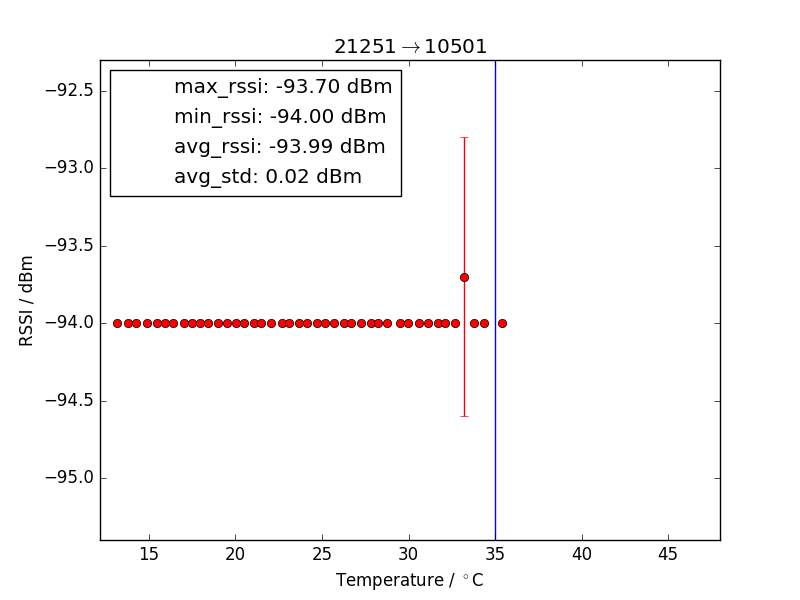 21251→10501
max_rssi: -93.70 dBm
min_rssi: -94.00 dBm
avg_rssi: -93.99 dBm
avg_std: 0.02 dBm
RSSI / dBm
−92.5
−93.0
−93.5
−94.0
−94.5
−95.0
15 20 25 30 35 40 45
Temperature / °C